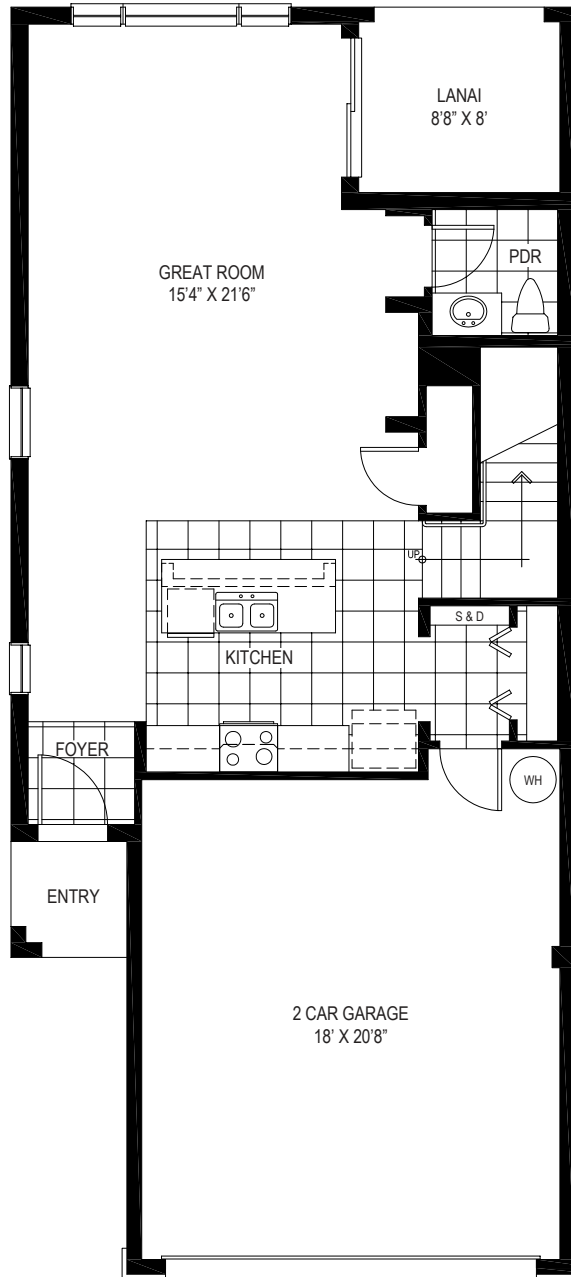 LANAI
8'8” X 8'
GREAT ROOM
15'4” X 21'6”
PDR
UP
S & D
KITCHEN
FOYER
WH
ENTRY
2 CAR GARAGE
18' X 20'8”